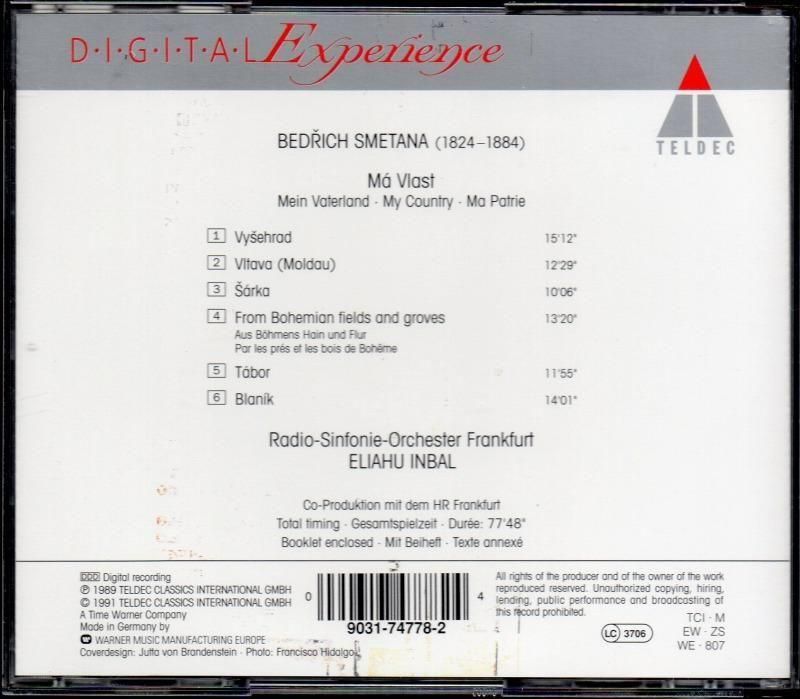 D·I·G·I·T·A·L Experience
TELDEC
BEDŘICH SMETANA (1824–1884)
Má Vlast
Mein Vaterland · My Country · Ma Patrie
1 Vyšehrad 15'12"
2 Vltava (Moldau) 12'29"
3 Šárka 10'06"
4 From Bohemian fields and groves 13'20"
Aus Böhmens Hain und Flur
Par les prés et les bois de Bohême
5 Tábor 11'55"
6 Blaník 14'01"
Radio-Sinfonie-Orchester Frankfurt
ELIAHU INBAL
Co-Produktion mit dem HR Frankfurt
Total timing · Gesamtspielzeit · Durée: 77'48"
Booklet enclosed · Mit Beiheft · Texte annexé
DDD Digital recording
℗ 1989 TELDEC CLASSICS INTERNATIONAL GMBH
© 1991 TELDEC CLASSICS INTERNATIONAL GMBH
A Time Warner Company
Made in Germany by
WARNER MUSIC MANUFACTURING EUROPE
Coverdesign: Jutta von Brandenstein · Photo: Francisco Hidalgo
0 4
9031-74778-2
All rights of the producer and of the owner of the work
reproduced reserved. Unauthorized copying, hiring,
lending, public performance and broadcasting of
this record prohibited.
LC 3706
TCI · M
EW · ZS
WE · 807